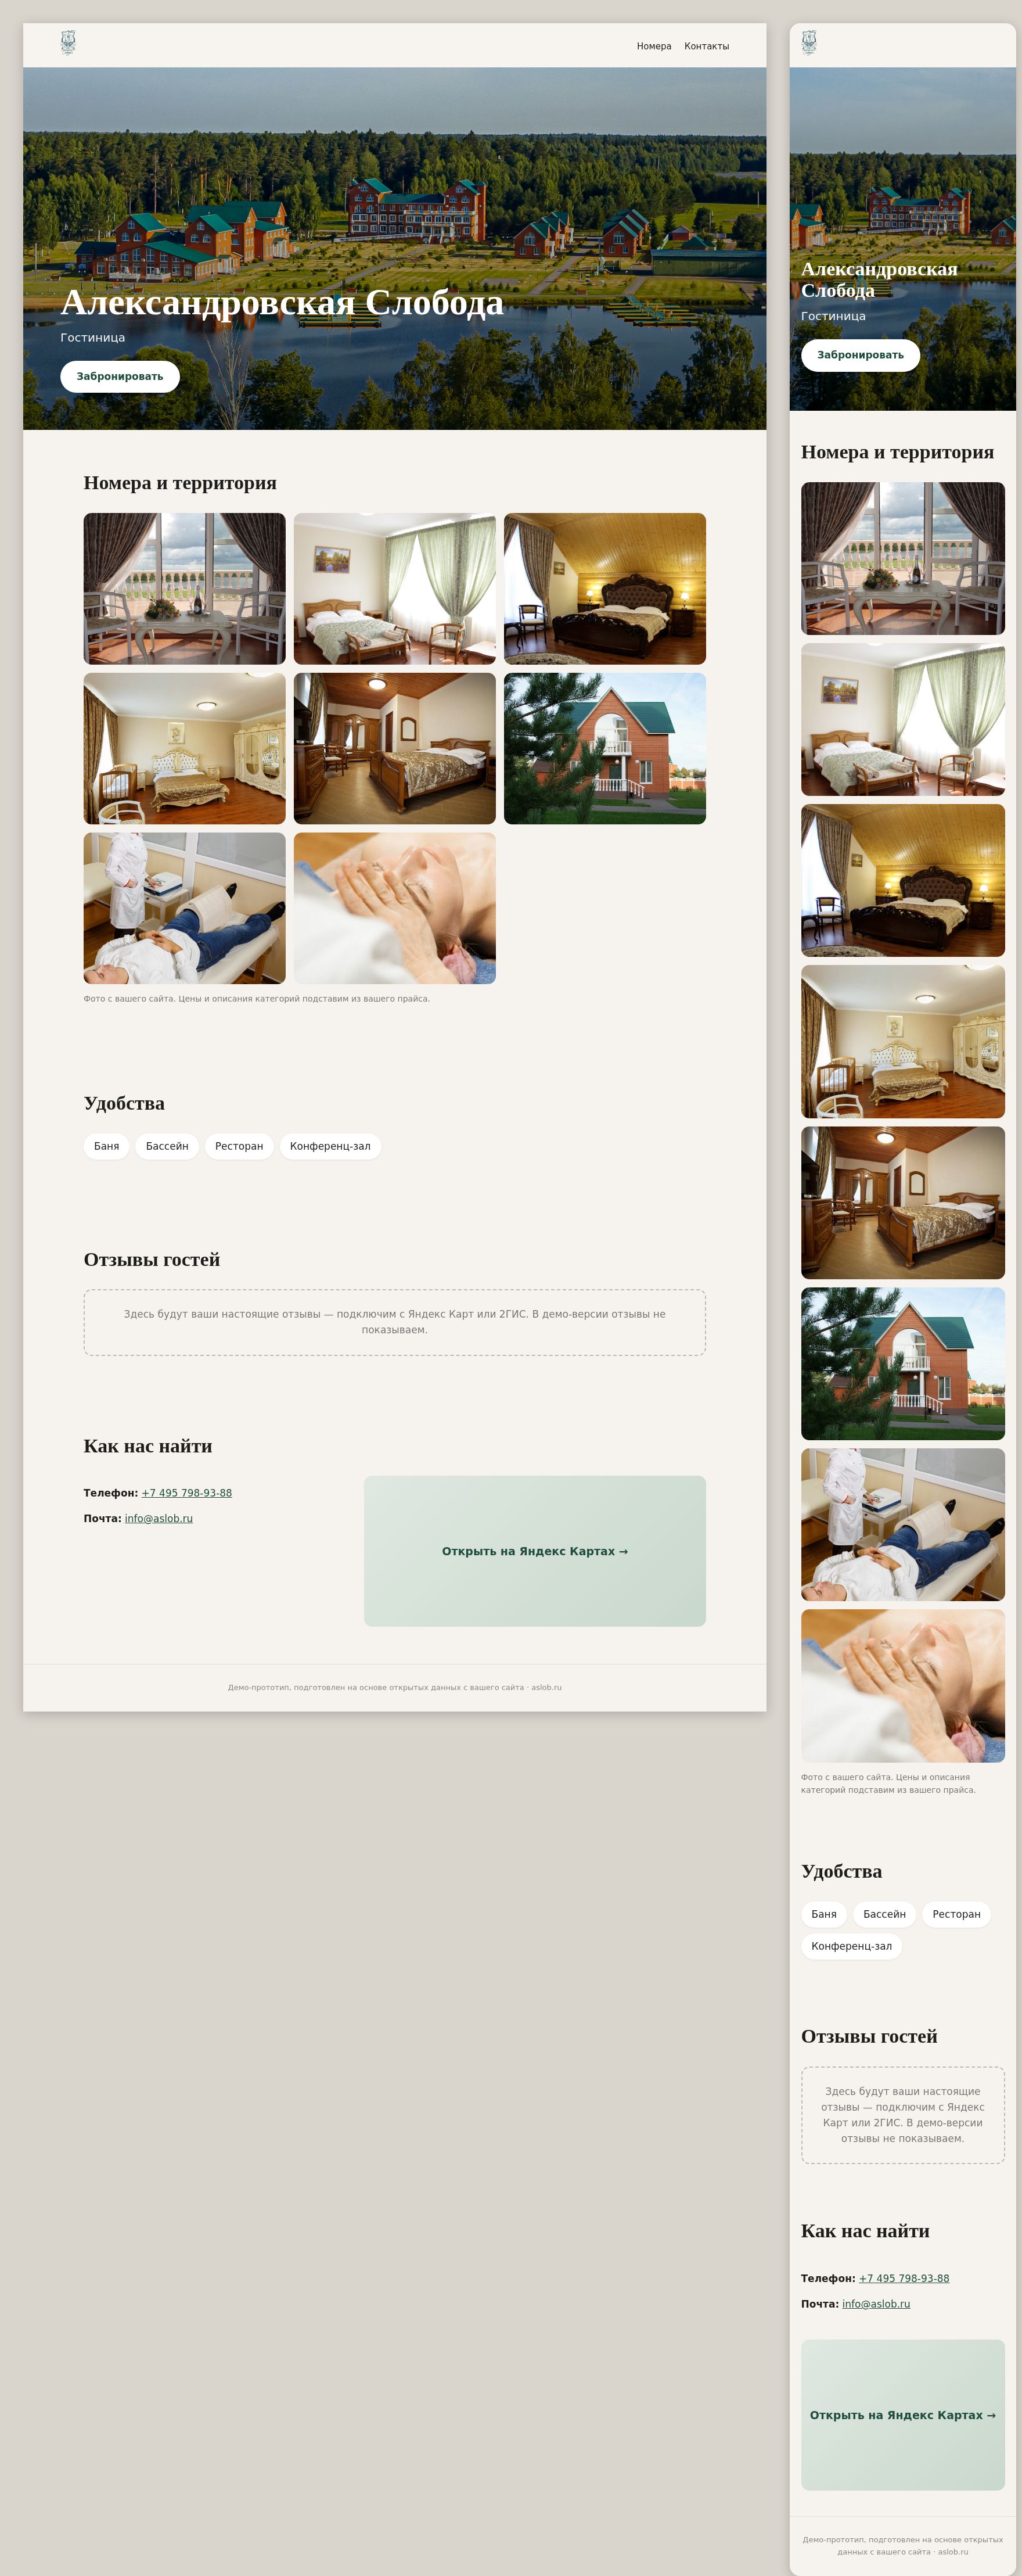 Номера Контакты
Александровская Слобода
Гостиница
Забронировать
Номера и территория
Фото с вашего сайта. Цены и описания категорий подставим из вашего прайса.
Удобства
Баня Бассейн Ресторан Конференц-зал
Отзывы гостей
Здесь будут ваши настоящие отзывы — подключим с Яндекс Карт или 2ГИС. В демо-версии отзывы не
показываем.
Как нас найти
Телефон: +7 495 798-93-88
Почта: info@aslob.ru
Открыть на Яндекс Картах →
Демо-прототип, подготовлен на основе открытых данных с вашего сайта · aslob.ru
Александровская
Слобода
Гостиница
Забронировать
Номера и территория
Фото с вашего сайта. Цены и описания
категорий подставим из вашего прайса.
Удобства
Баня Бассейн Ресторан
Конференц-зал
Отзывы гостей
Здесь будут ваши настоящие
отзывы — подключим с Яндекс
Карт или 2ГИС. В демо-версии
отзывы не показываем.
Как нас найти
Телефон: +7 495 798-93-88
Почта: info@aslob.ru
Открыть на Яндекс Картах →
Демо-прототип, подготовлен на основе открытых
данных с вашего сайта · aslob.ru